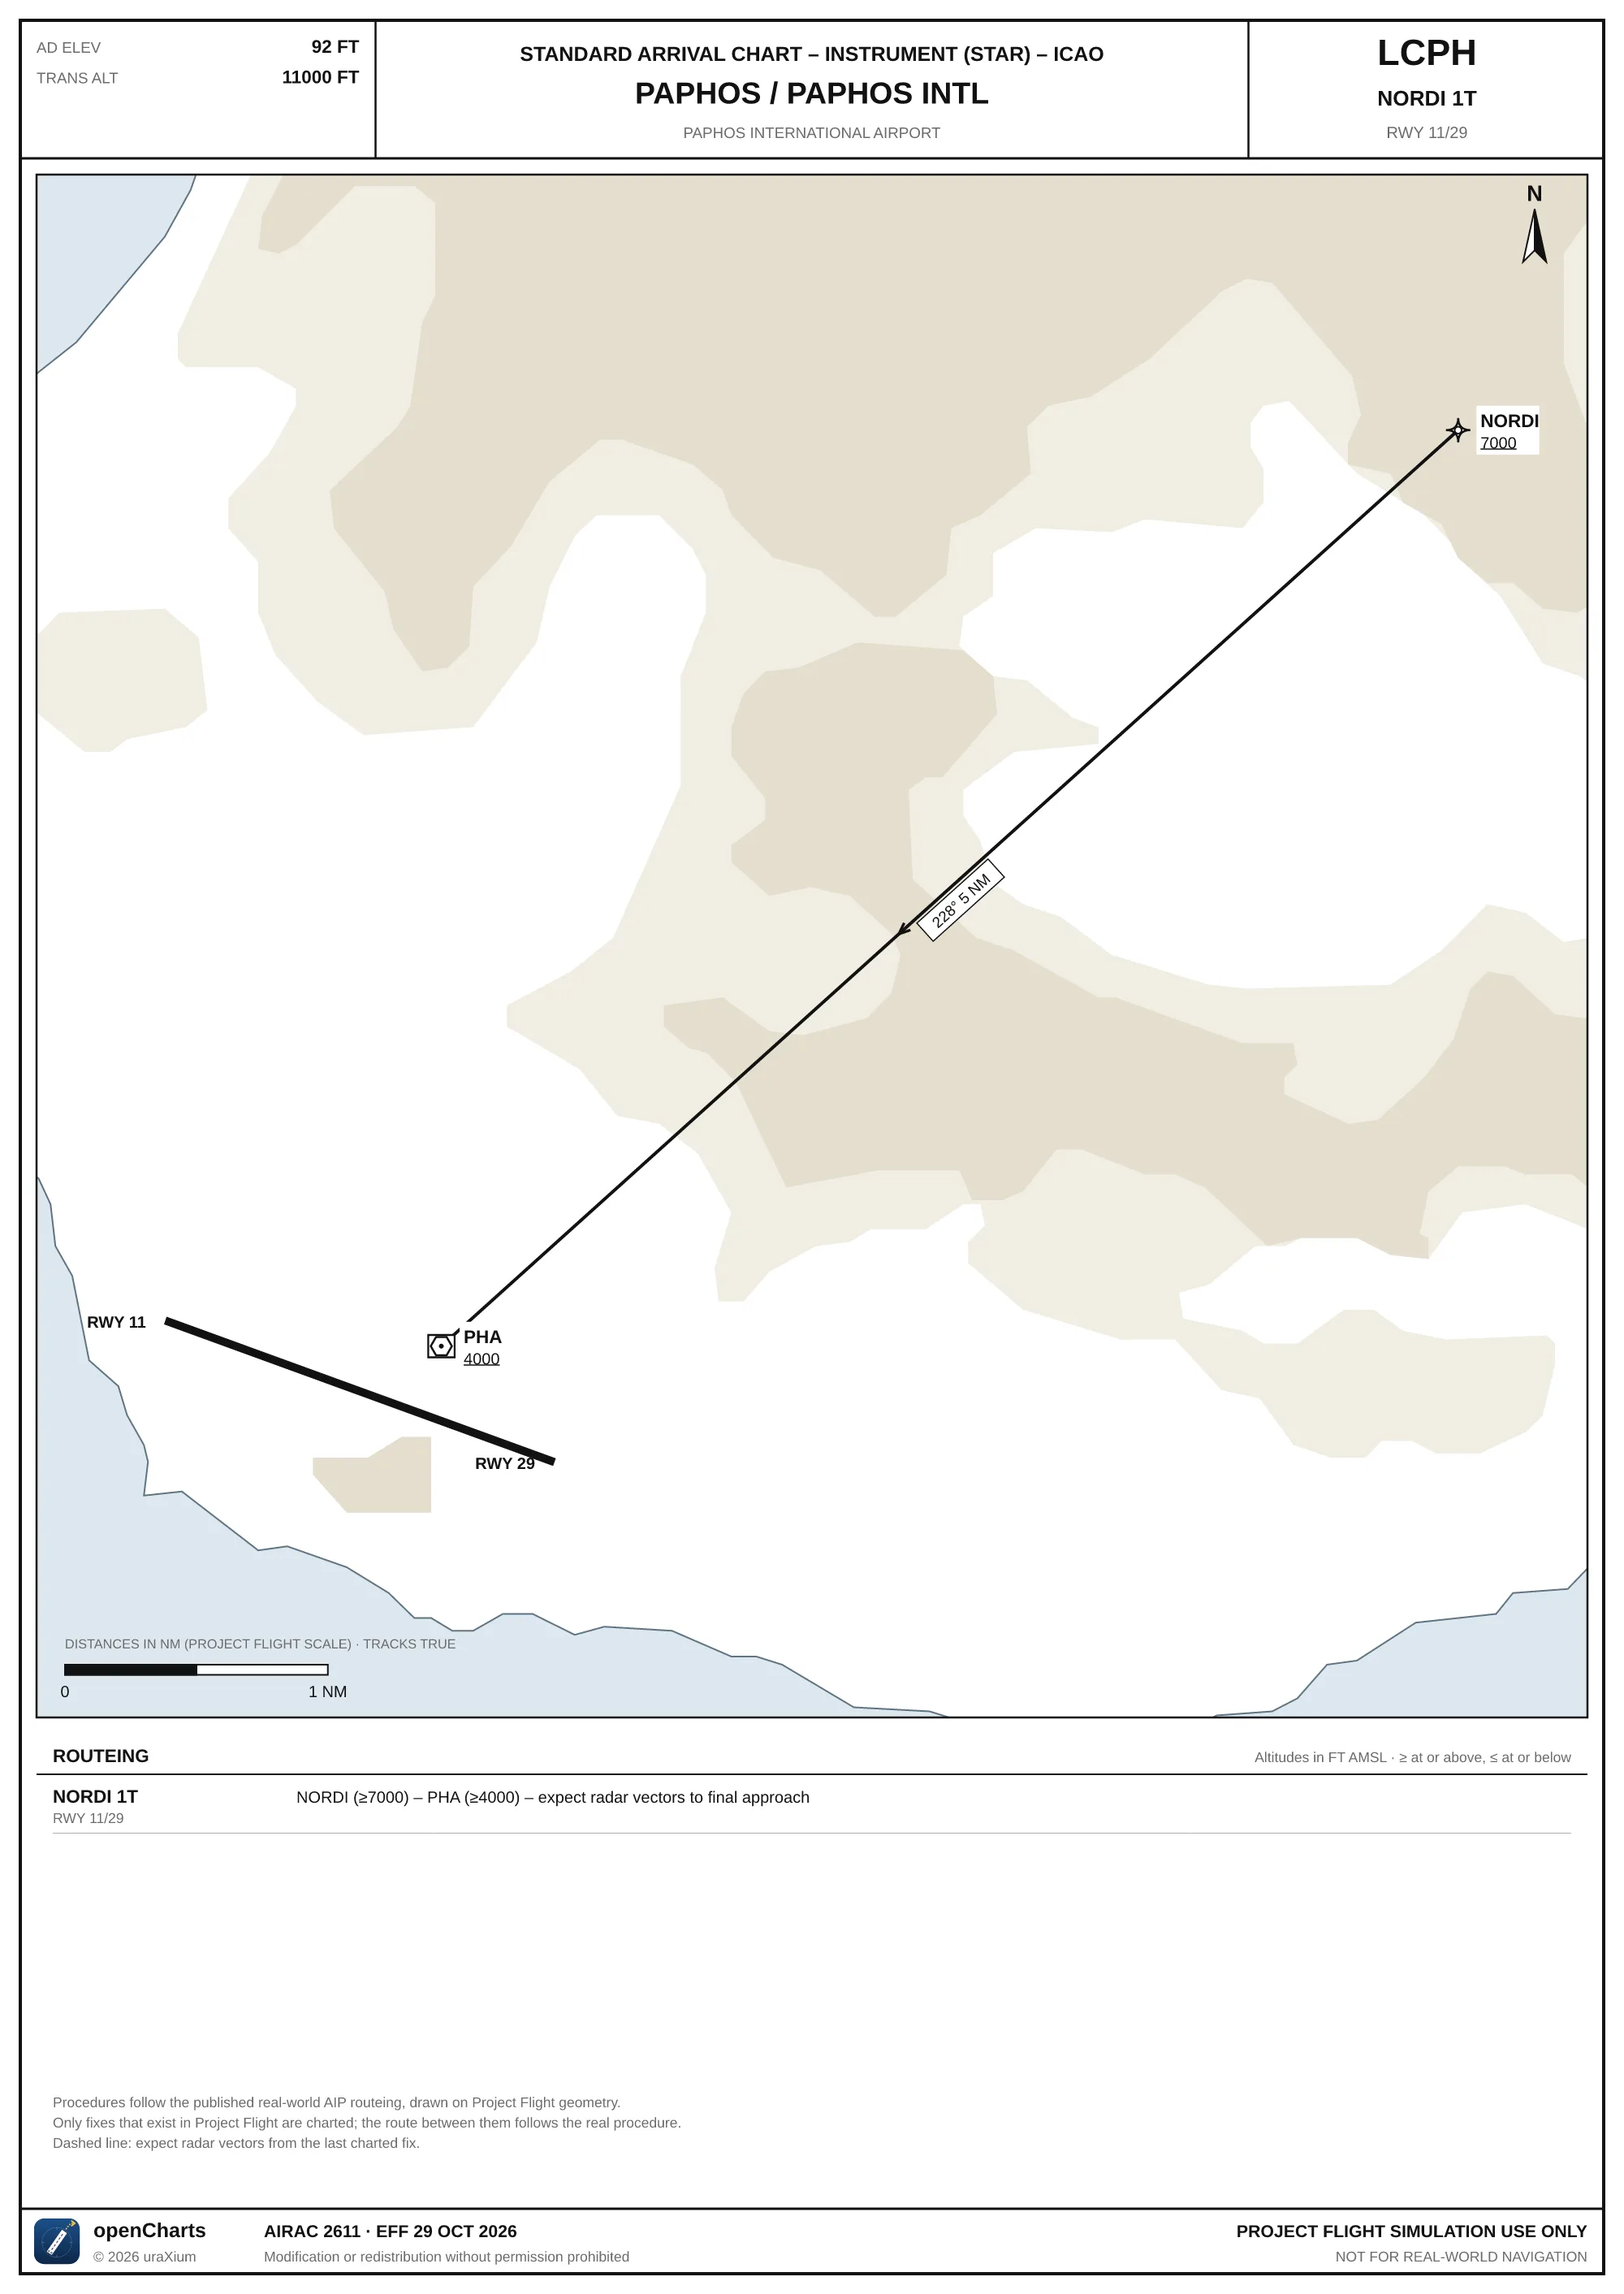 AD ELEV 92 FT
TRANS ALT 11000 FT
STANDARD ARRIVAL CHART – INSTRUMENT (STAR) – ICAO
PAPHOS / PAPHOS INTL
PAPHOS INTERNATIONAL AIRPORT
LCPH
NORDI 1T
RWY 11/29
N
NORDI
7000
228° 5 NM
RWY 11
PHA
4000
RWY 29
DISTANCES IN NM (PROJECT FLIGHT SCALE) · TRACKS TRUE
0 1 NM
ROUTEING Altitudes in FT AMSL · ≥ at or above, ≤ at or below
NORDI 1T NORDI (≥7000) – PHA (≥4000) – expect radar vectors to final approach
RWY 11/29
Procedures follow the published real-world AIP routeing, drawn on Project Flight geometry.
Only fixes that exist in Project Flight are charted; the route between them follows the real procedure.
Dashed line: expect radar vectors from the last charted fix.
openCharts AIRAC 2611 · EFF 29 OCT 2026 PROJECT FLIGHT SIMULATION USE ONLY
© 2026 uraXium Modification or redistribution without permission prohibited NOT FOR REAL-WORLD NAVIGATION